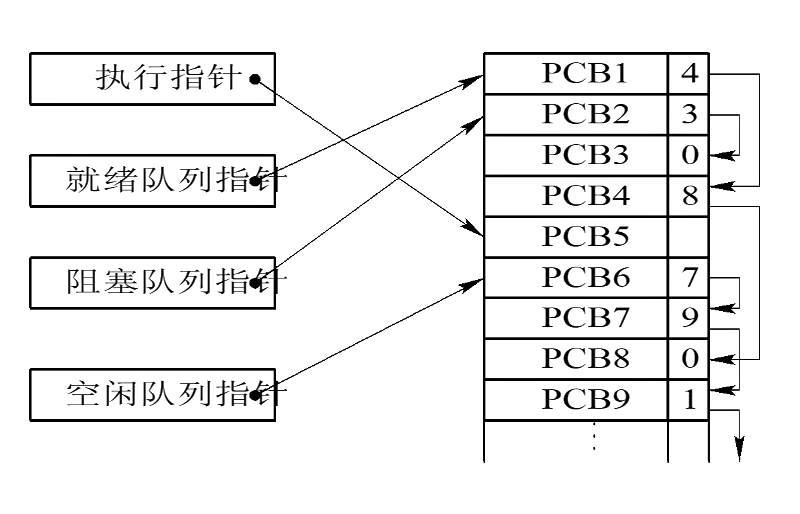 执行指针
就绪队列指针
阻塞队列指针
空闲队列指针
PCB1 4
PCB2 3
PCB3 0
PCB4 8
PCB5
PCB6 7
PCB7 9
PCB8 0
PCB9 1
⋮